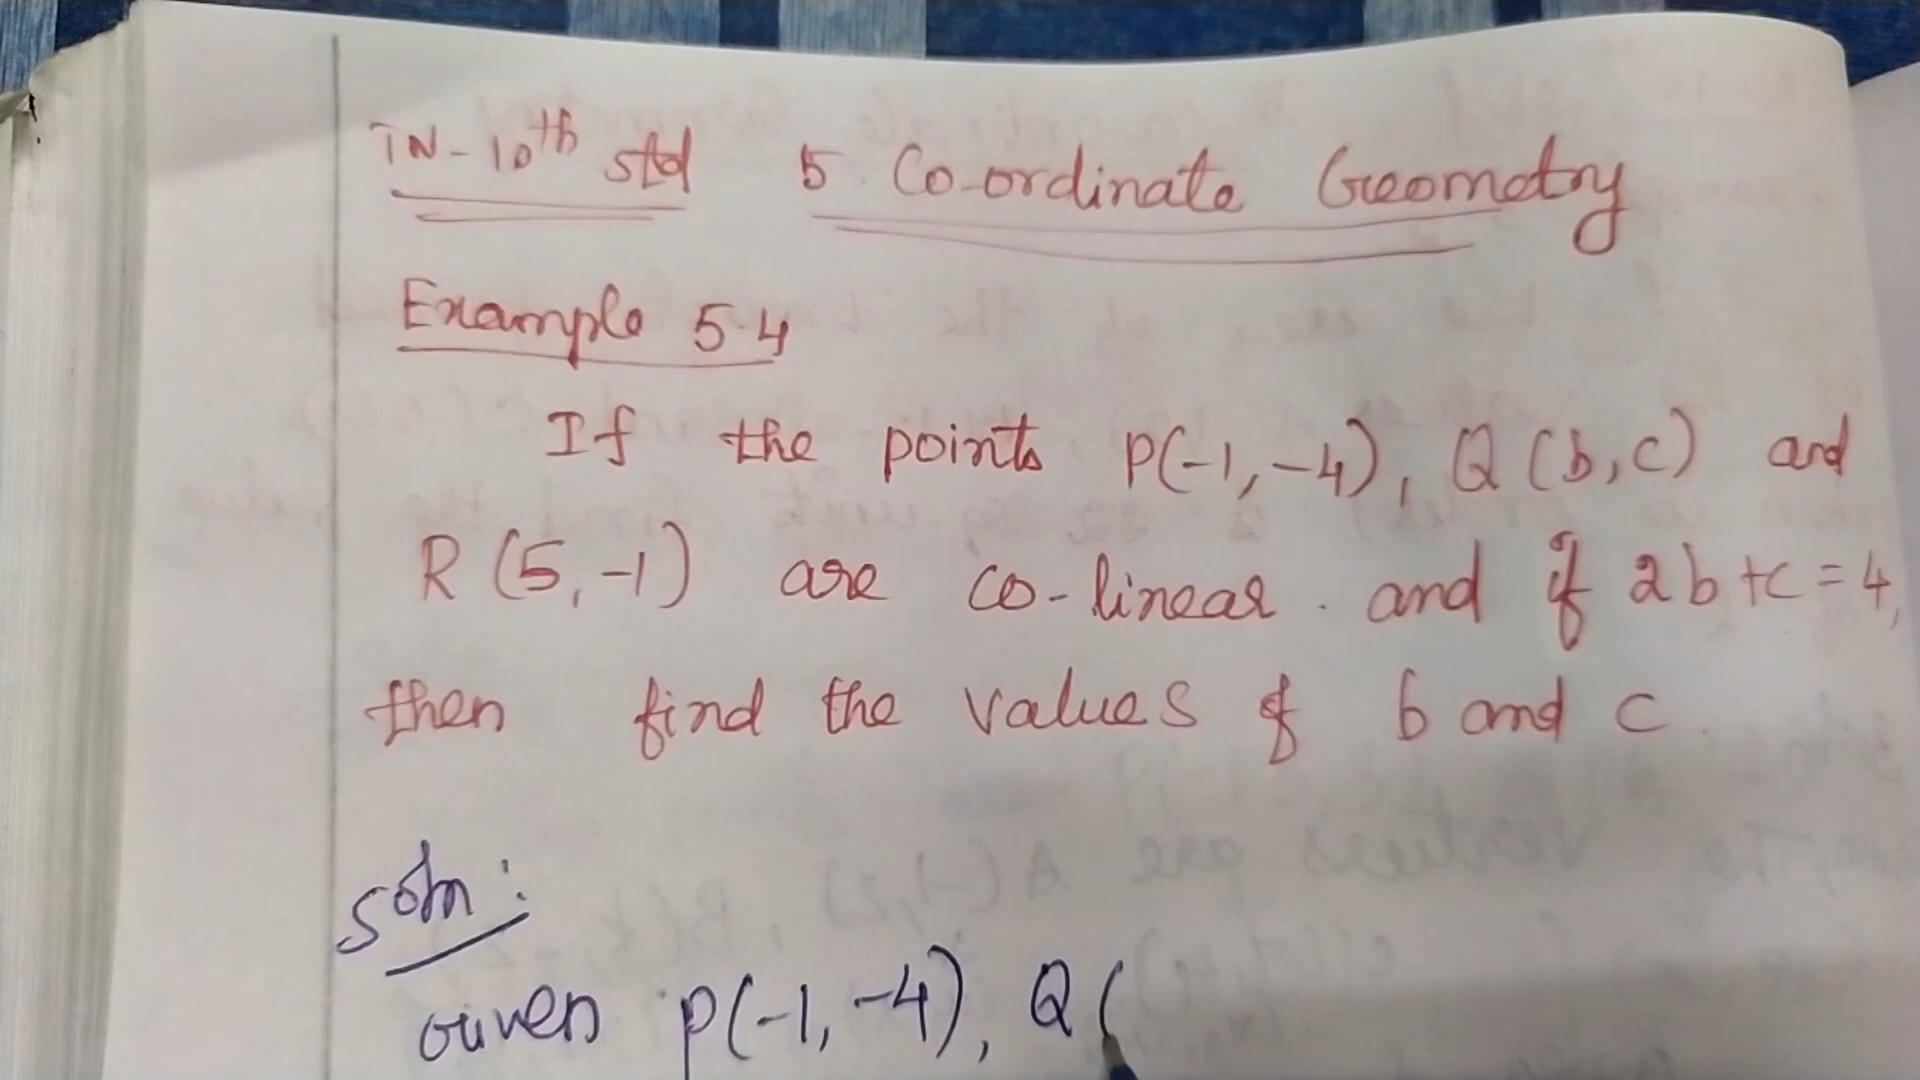 TN-10th std 5. Co-ordinate Geometry
Example 5.4
If the points P(-1,-4), Q(b,c) and
R(5,-1) are co-linear. and if 2b+c=4,
then find the values of b and c.
Soln:
Given P(-1,-4), Q(